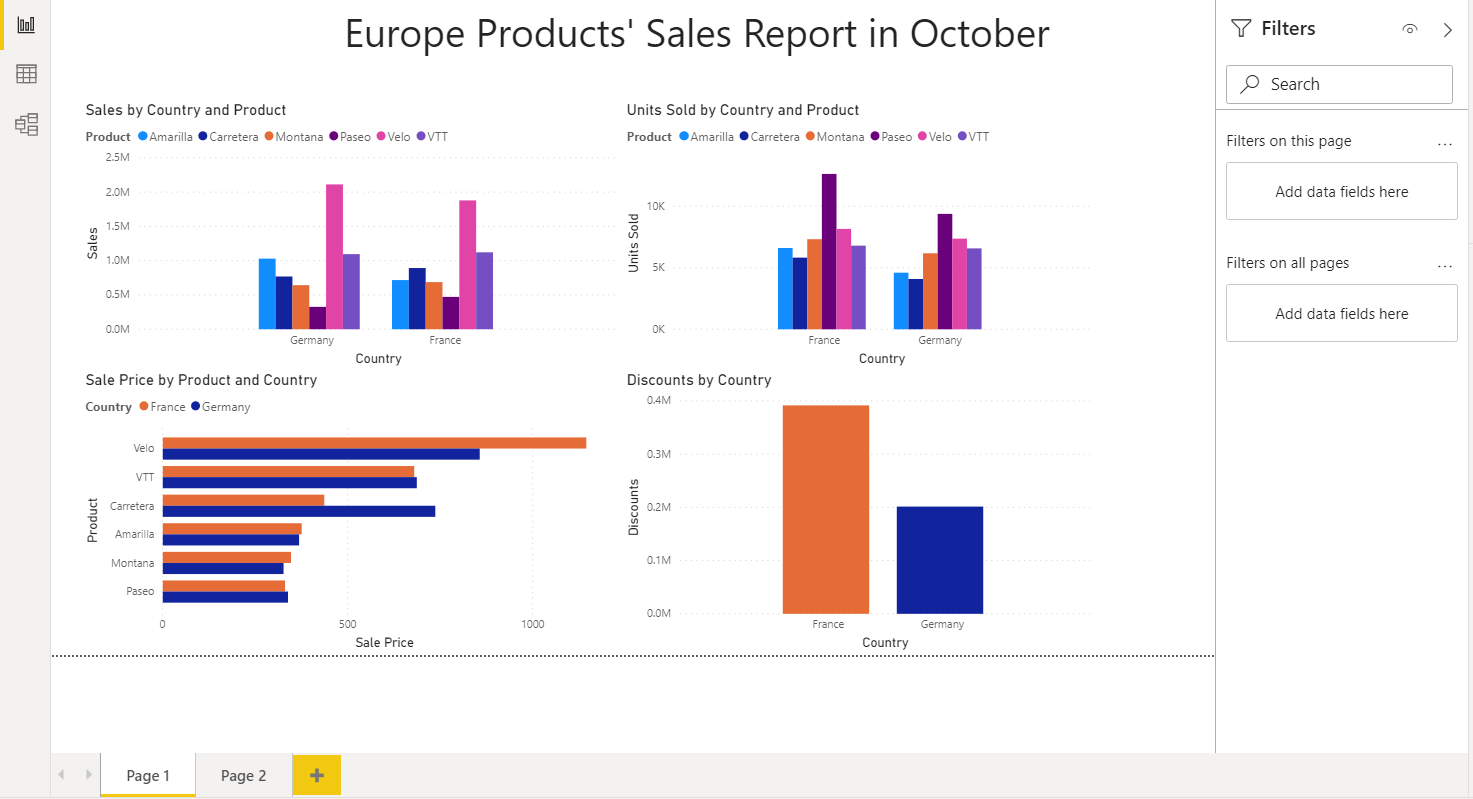 Europe Products' Sales Report in October
Sales by Country and Product
Product Amarilla Carretera Montana Paseo Velo VTT
2.5M
2.0M
1.5M
1.0M
0.5M
0.0M
Sales
Germany France
Country
Units Sold by Country and Product
Product Amarilla Carretera Montana Paseo Velo VTT
10K
5K
0K
Units Sold
France Germany
Country
Sale Price by Product and Country
Country France Germany
Product
Velo
VTT
Carretera
Amarilla
Montana
Paseo
0 500 1000
Sale Price
Discounts by Country
0.4M
0.3M
0.2M
0.1M
0.0M
Discounts
France Germany
Country
Filters
Search
Filters on this page ...
Add data fields here
Filters on all pages ...
Add data fields here
Page 1 Page 2 +